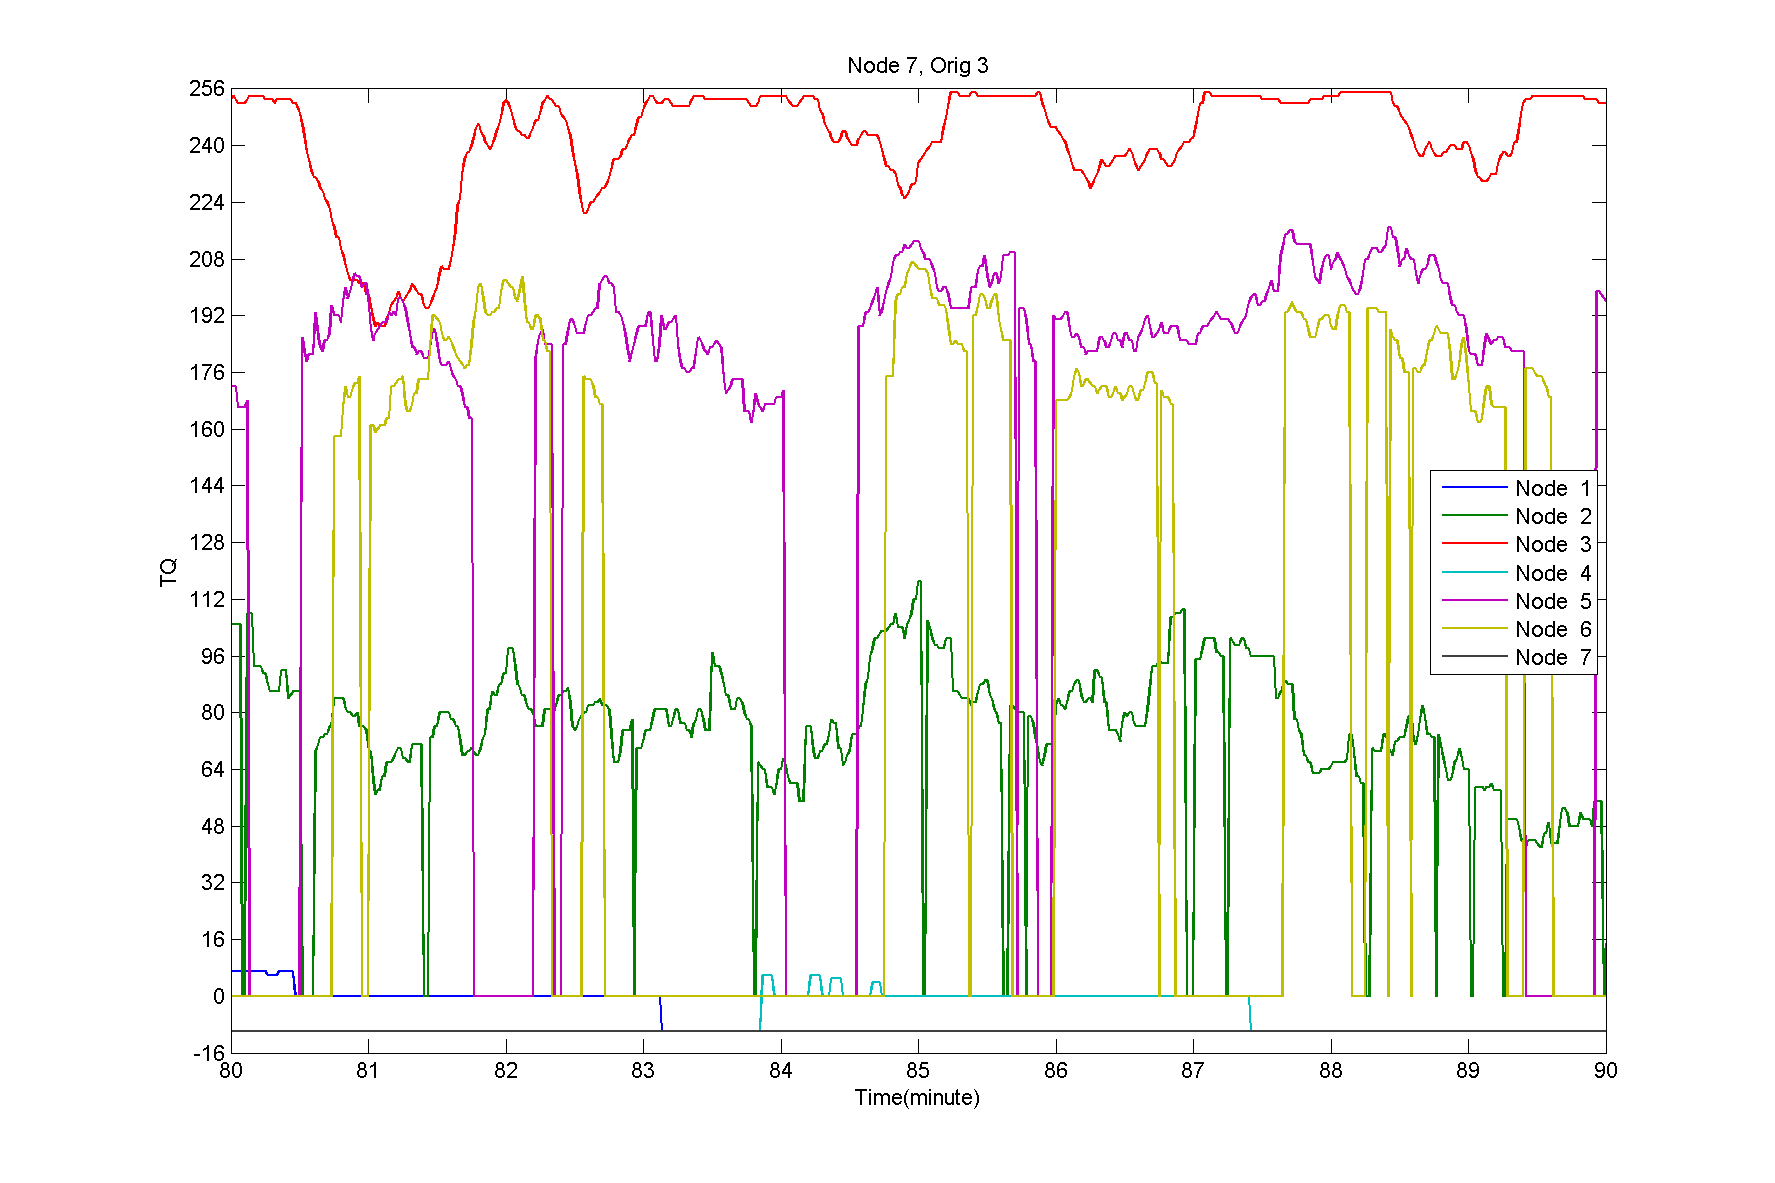 Node 7, Orig 3
256
240
224
208
192
176
160
144
128
112
96
80
64
48
32
16
0
-16
TQ
Node 1
Node 2
Node 3
Node 4
Node 5
Node 6
Node 7
80 81 82 83 84 85 86 87 88 89 90
Time(minute)